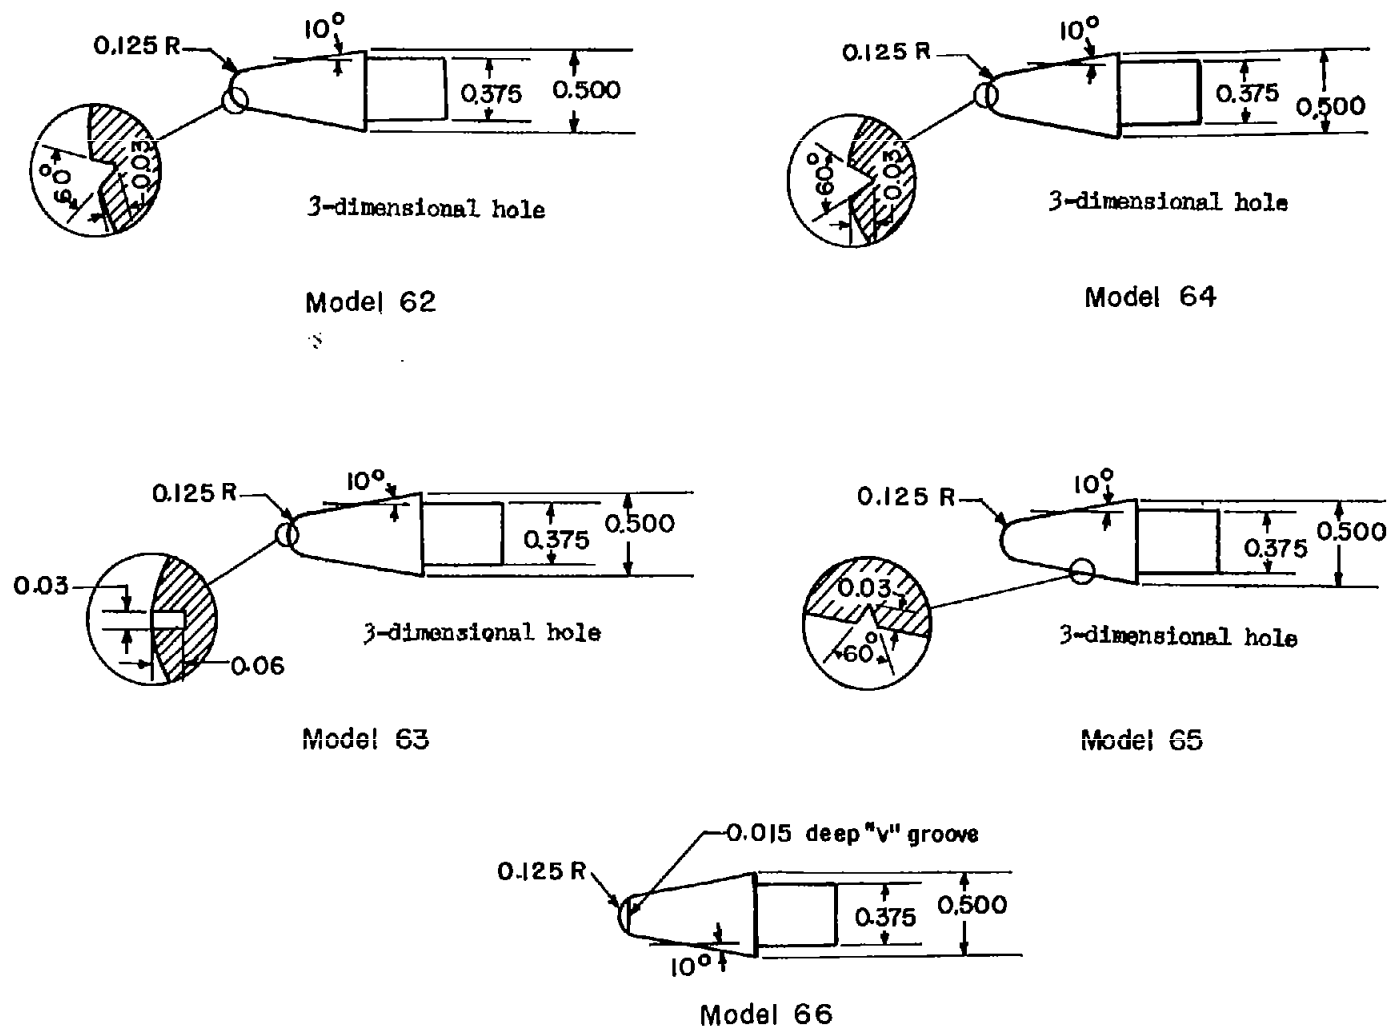 10°
0.125 R
0.375
0.500
60°
0.03
3-dimensional hole
Model 62
10°
0.125 R
0.375
0.500
60°
0.03
3-dimensional hole
Model 64
10°
0.125 R
0.500
0.375
0.03
0.06
3-dimensional hole
Model 63
10°
0.125 R
0.500
0.375
0.03
60°
3-dimensional hole
Model 65
0.015 deep "v" groove
0.125 R
0.500
0.375
10°
Model 66